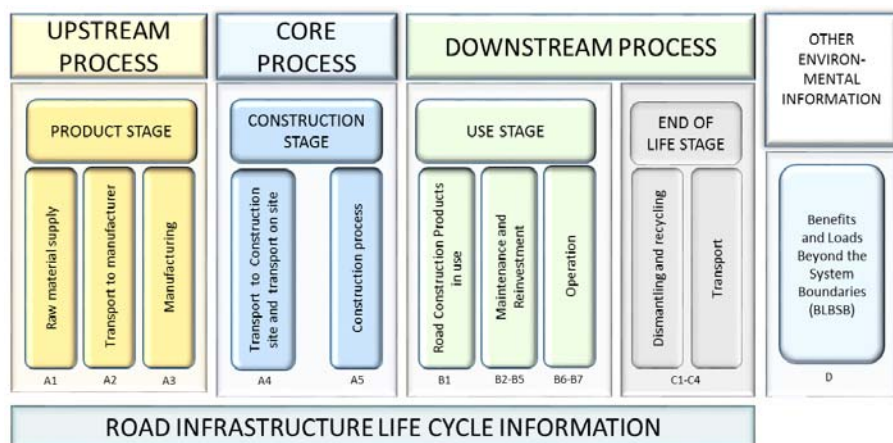 UPSTREAM
PROCESS
CORE
PROCESS
DOWNSTREAM PROCESS
OTHER
ENVIRON-
MENTAL
INFORMATION
PRODUCT STAGE
CONSTRUCTION
STAGE
USE STAGE
END OF
LIFE STAGE
Raw material supply
Transport to manufacturer
Manufacturing
Transport to Construction
site and transport on site
Construction process
Road Construction Products
in use
Maintenance and
Reinvestment
Operation
Dismantling and recycling
Transport
Benefits
and Loads
Beyond the
System
Boundaries
(BLBSB)
A1
A2
A3
A4
A5
B1
B2-B5
B6-B7
C1-C4
D
ROAD INFRASTRUCTURE LIFE CYCLE INFORMATION